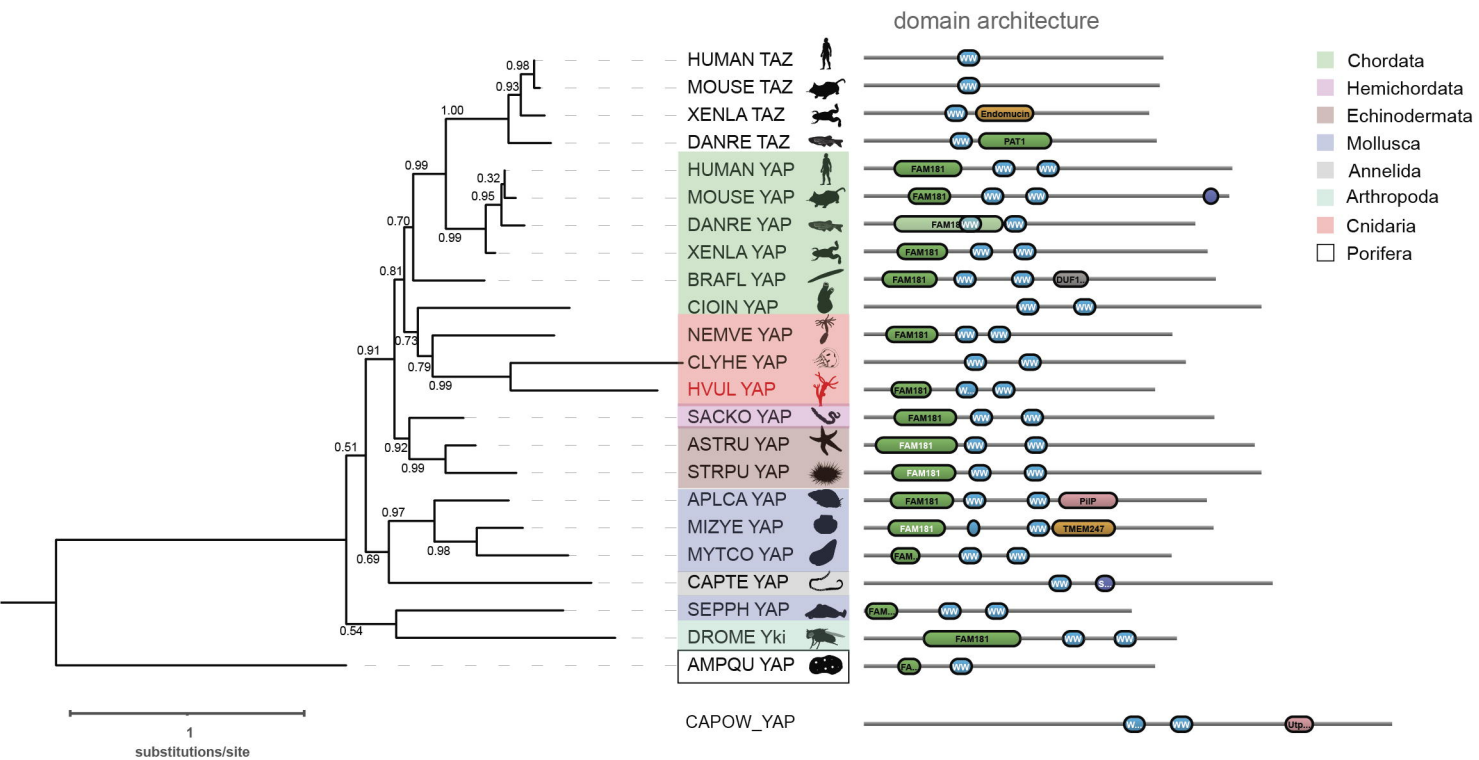 domain architecture
HUMAN TAZ WW
MOUSE TAZ WW
XENLA TAZ WW Endomucin
DANRE TAZ WW PAT1
HUMAN YAP FAM181 WW WW
MOUSE YAP FAM181 WW WW
DANRE YAP FAM18 WW WW
XENLA YAP FAM181 WW WW
BRAFL YAP FAM181 WW WW DUF1...
CIOIN YAP WW WW
NEMVE YAP FAM181 WW WW
CLYHE YAP WW WW
HVUL YAP FAM181 W... WW
SACKO YAP FAM181 WW WW
ASTRU YAP FAM181 WW WW
STRPU YAP FAM181 WW WW
APLCA YAP FAM181 WW WW PilP
MIZYE YAP FAM181 WW TMEM247
MYTCO YAP FAM... WW WW
CAPTE YAP WW S...
SEPPH YAP FAM... WW WW
DROME Yki FAM181 WW WW
AMPQU YAP FA... WW
CAPOW_YAP W... WW Utp...
0.98
0.93
1.00
0.99
0.32
0.95
0.70
0.99
0.81
0.73
0.91
0.79
0.99
0.92
0.51
0.99
0.97
0.98
0.69
0.54
1
substitutions/site
Chordata
Hemichordata
Echinodermata
Mollusca
Annelida
Arthropoda
Cnidaria
Porifera